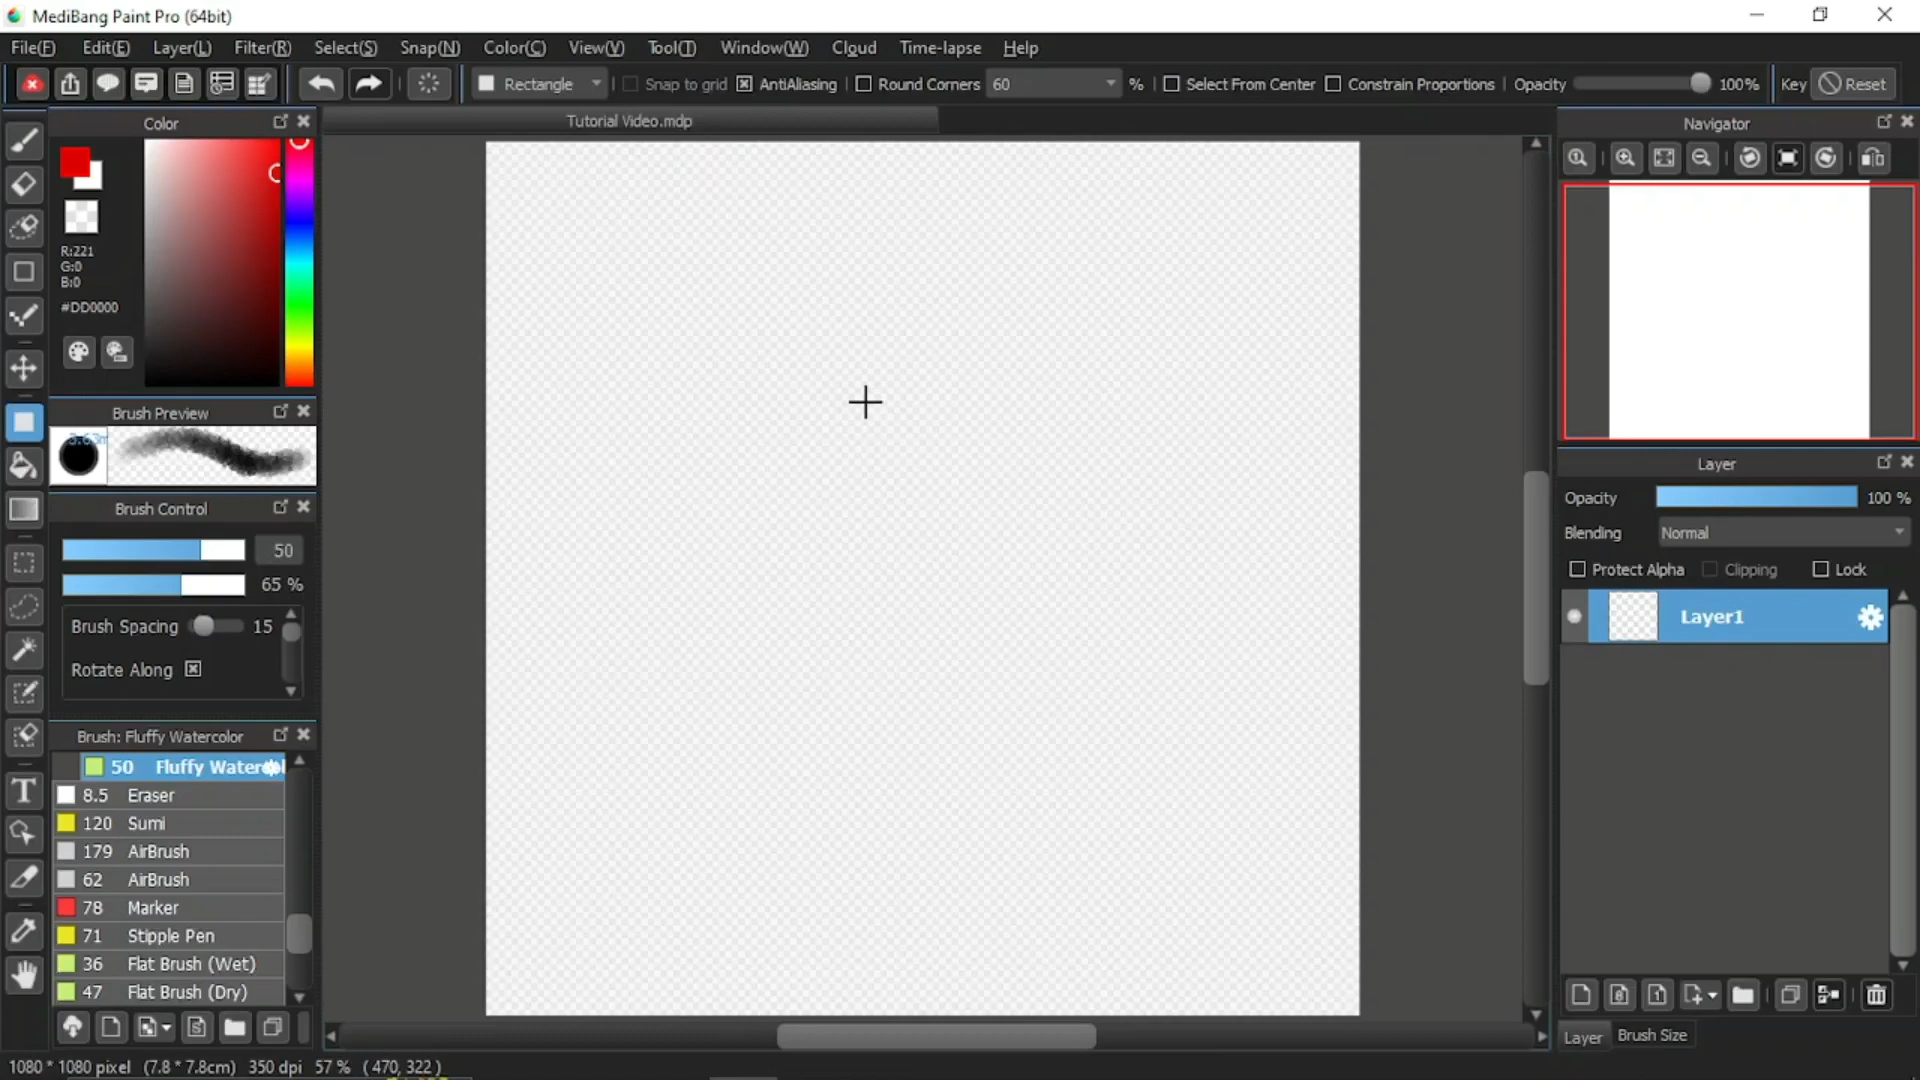 MediBang Paint Pro (64bit)
File(F) Edit(E) Layer(L) Filter(R) Select(S) Snap(N) Color(C) View(V) Tool(T) Window(W) Cloud Time-lapse Help
Rectangle Snap to grid AntiAliasing Round Corners 60 % Select From Center Constrain Proportions Opacity 100% Key Reset
Color
Tutorial Video.mdp
Navigator
R:221
G:0
B:0
#DD0000
Brush Preview
Layer
Opacity 100 %
Blending Normal
Protect Alpha Clipping Lock
Layer1
Brush Control
50
65 %
Brush Spacing 15
Rotate Along
Brush: Fluffy Watercolor
50 Fluffy Water
8.5 Eraser
120 Sumi
179 AirBrush
62 AirBrush
78 Marker
71 Stipple Pen
36 Flat Brush (Wet)
47 Flat Brush (Dry)
Layer Brush Size
1080 * 1080 pixel (7.8 * 7.8cm) 350 dpi 57 % ( 470, 322 )